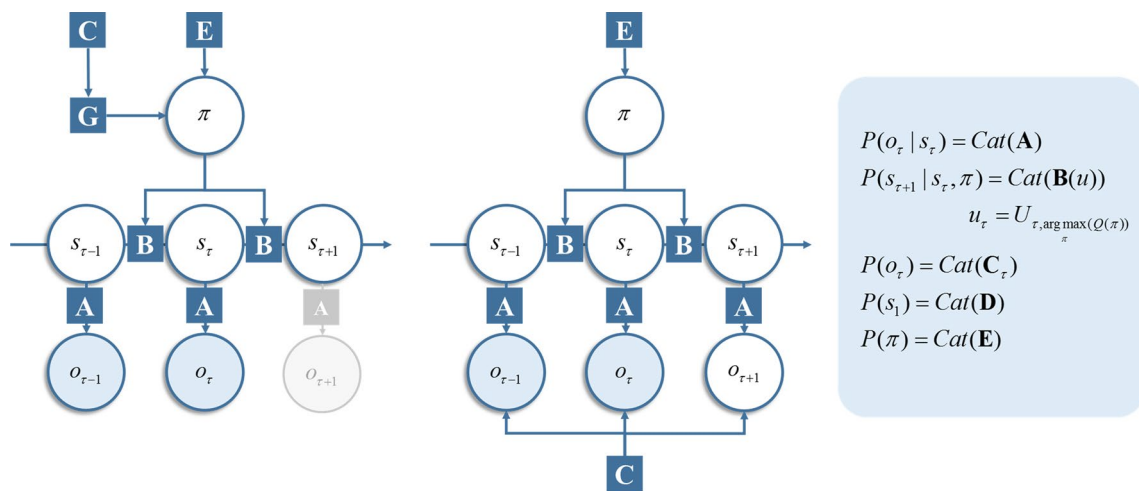 C E
G π
s_{τ-1} B s_τ B s_{τ+1}
A A A
o_{τ-1} o_τ o_{τ+1}
E
π
s_{τ-1} B s_τ B s_{τ+1}
A A A
o_{τ-1} o_τ o_{τ+1}
C
P(o_τ | s_τ) = Cat(A)
P(s_{τ+1} | s_τ, π) = Cat(B(u))
u_τ = U_{τ, arg max_π(Q(π))}
P(o_τ) = Cat(C_τ)
P(s_1) = Cat(D)
P(π) = Cat(E)